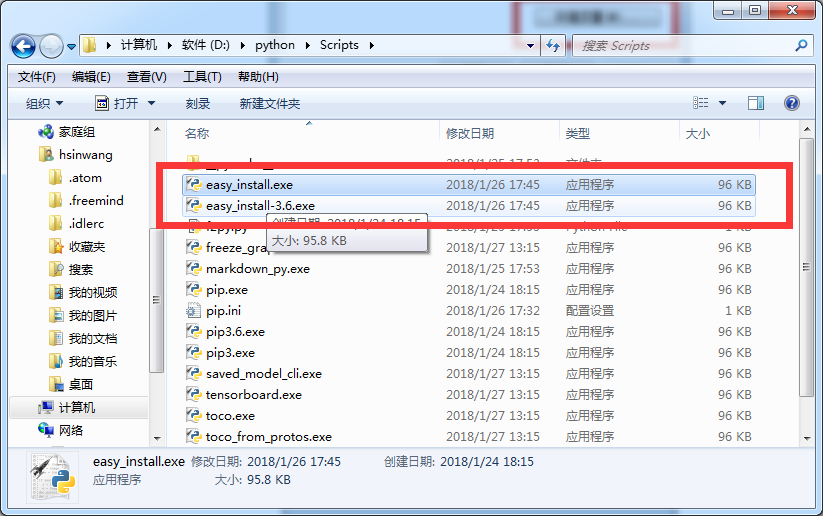 计算机 ▸ 软件 (D:) ▸ python ▸ Scripts ▸ 搜索 Scripts
文件(F) 编辑(E) 查看(V) 工具(T) 帮助(H)
组织 打开 刻录 新建文件夹
家庭组
hsinwang
.atom
.freemind
.idlerc
收藏夹
搜索
我的视频
我的图片
我的文档
我的音乐
桌面
计算机
网络
名称 修改日期 类型 大小
easy_install.exe 2018/1/26 17:45 应用程序 96 KB
easy_install-3.6.exe 2018/1/26 17:45 应用程序 96 KB
创建日期: 2018/1/24 18:15
大小: 95.8 KB
f2py.py Python File 1 KB
freeze_gra 2018/1/27 13:15 应用程序 96 KB
markdown_py.exe 2018/1/25 17:53 应用程序 96 KB
pip.exe 2018/1/24 18:15 应用程序 96 KB
pip.ini 2018/1/26 17:32 配置设置 1 KB
pip3.6.exe 2018/1/24 18:15 应用程序 96 KB
pip3.exe 2018/1/24 18:15 应用程序 96 KB
saved_model_cli.exe 2018/1/27 13:15 应用程序 96 KB
tensorboard.exe 2018/1/27 13:15 应用程序 96 KB
toco.exe 2018/1/27 13:15 应用程序 96 KB
toco_from_protos.exe 2018/1/27 13:15 应用程序 96 KB
easy_install.exe 修改日期: 2018/1/26 17:45 创建日期: 2018/1/24 18:15
应用程序 大小: 95.8 KB